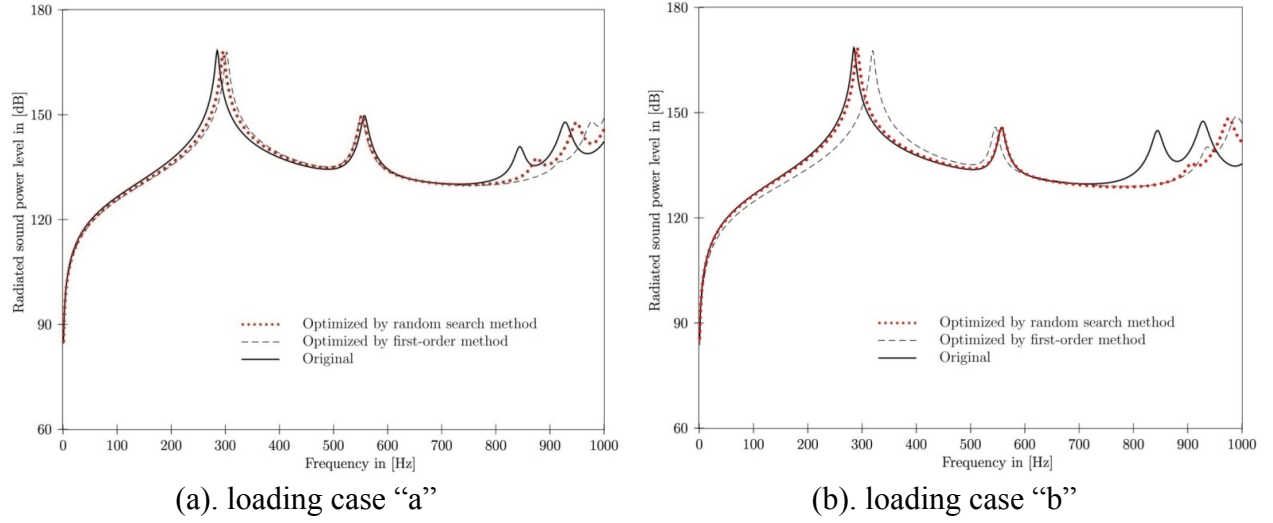 180
150
120
90
60
Radiated sound power level in [dB]
Optimized by random search method
Optimized by first-order method
Original
0 100 200 300 400 500 600 700 800 900 1000
Frequency in [Hz]
(a). loading case “a”
180
150
120
90
60
Radiated sound power level in [dB]
Optimized by random search method
Optimized by first-order method
Original
0 100 200 300 400 500 600 700 800 900 1000
Frequency in [Hz]
(b). loading case “b”